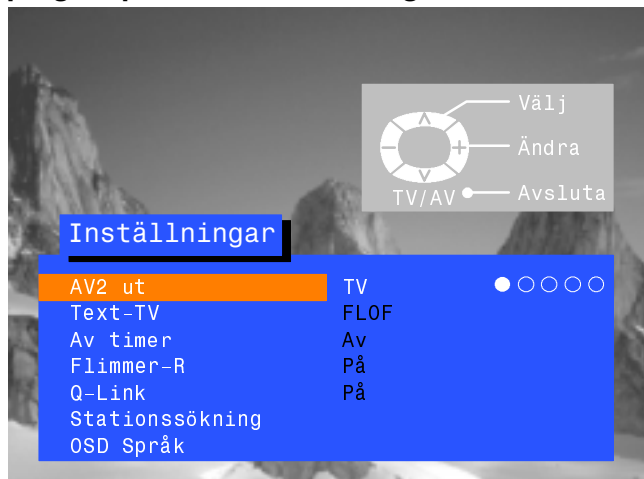 Välj
Ändra
TV/AV Avsluta
Inställningar
AV2 ut TV
Text-TV FLOF
Av timer Av
Flimmer-R På
Q-Link På
Stationssökning
OSD Språk